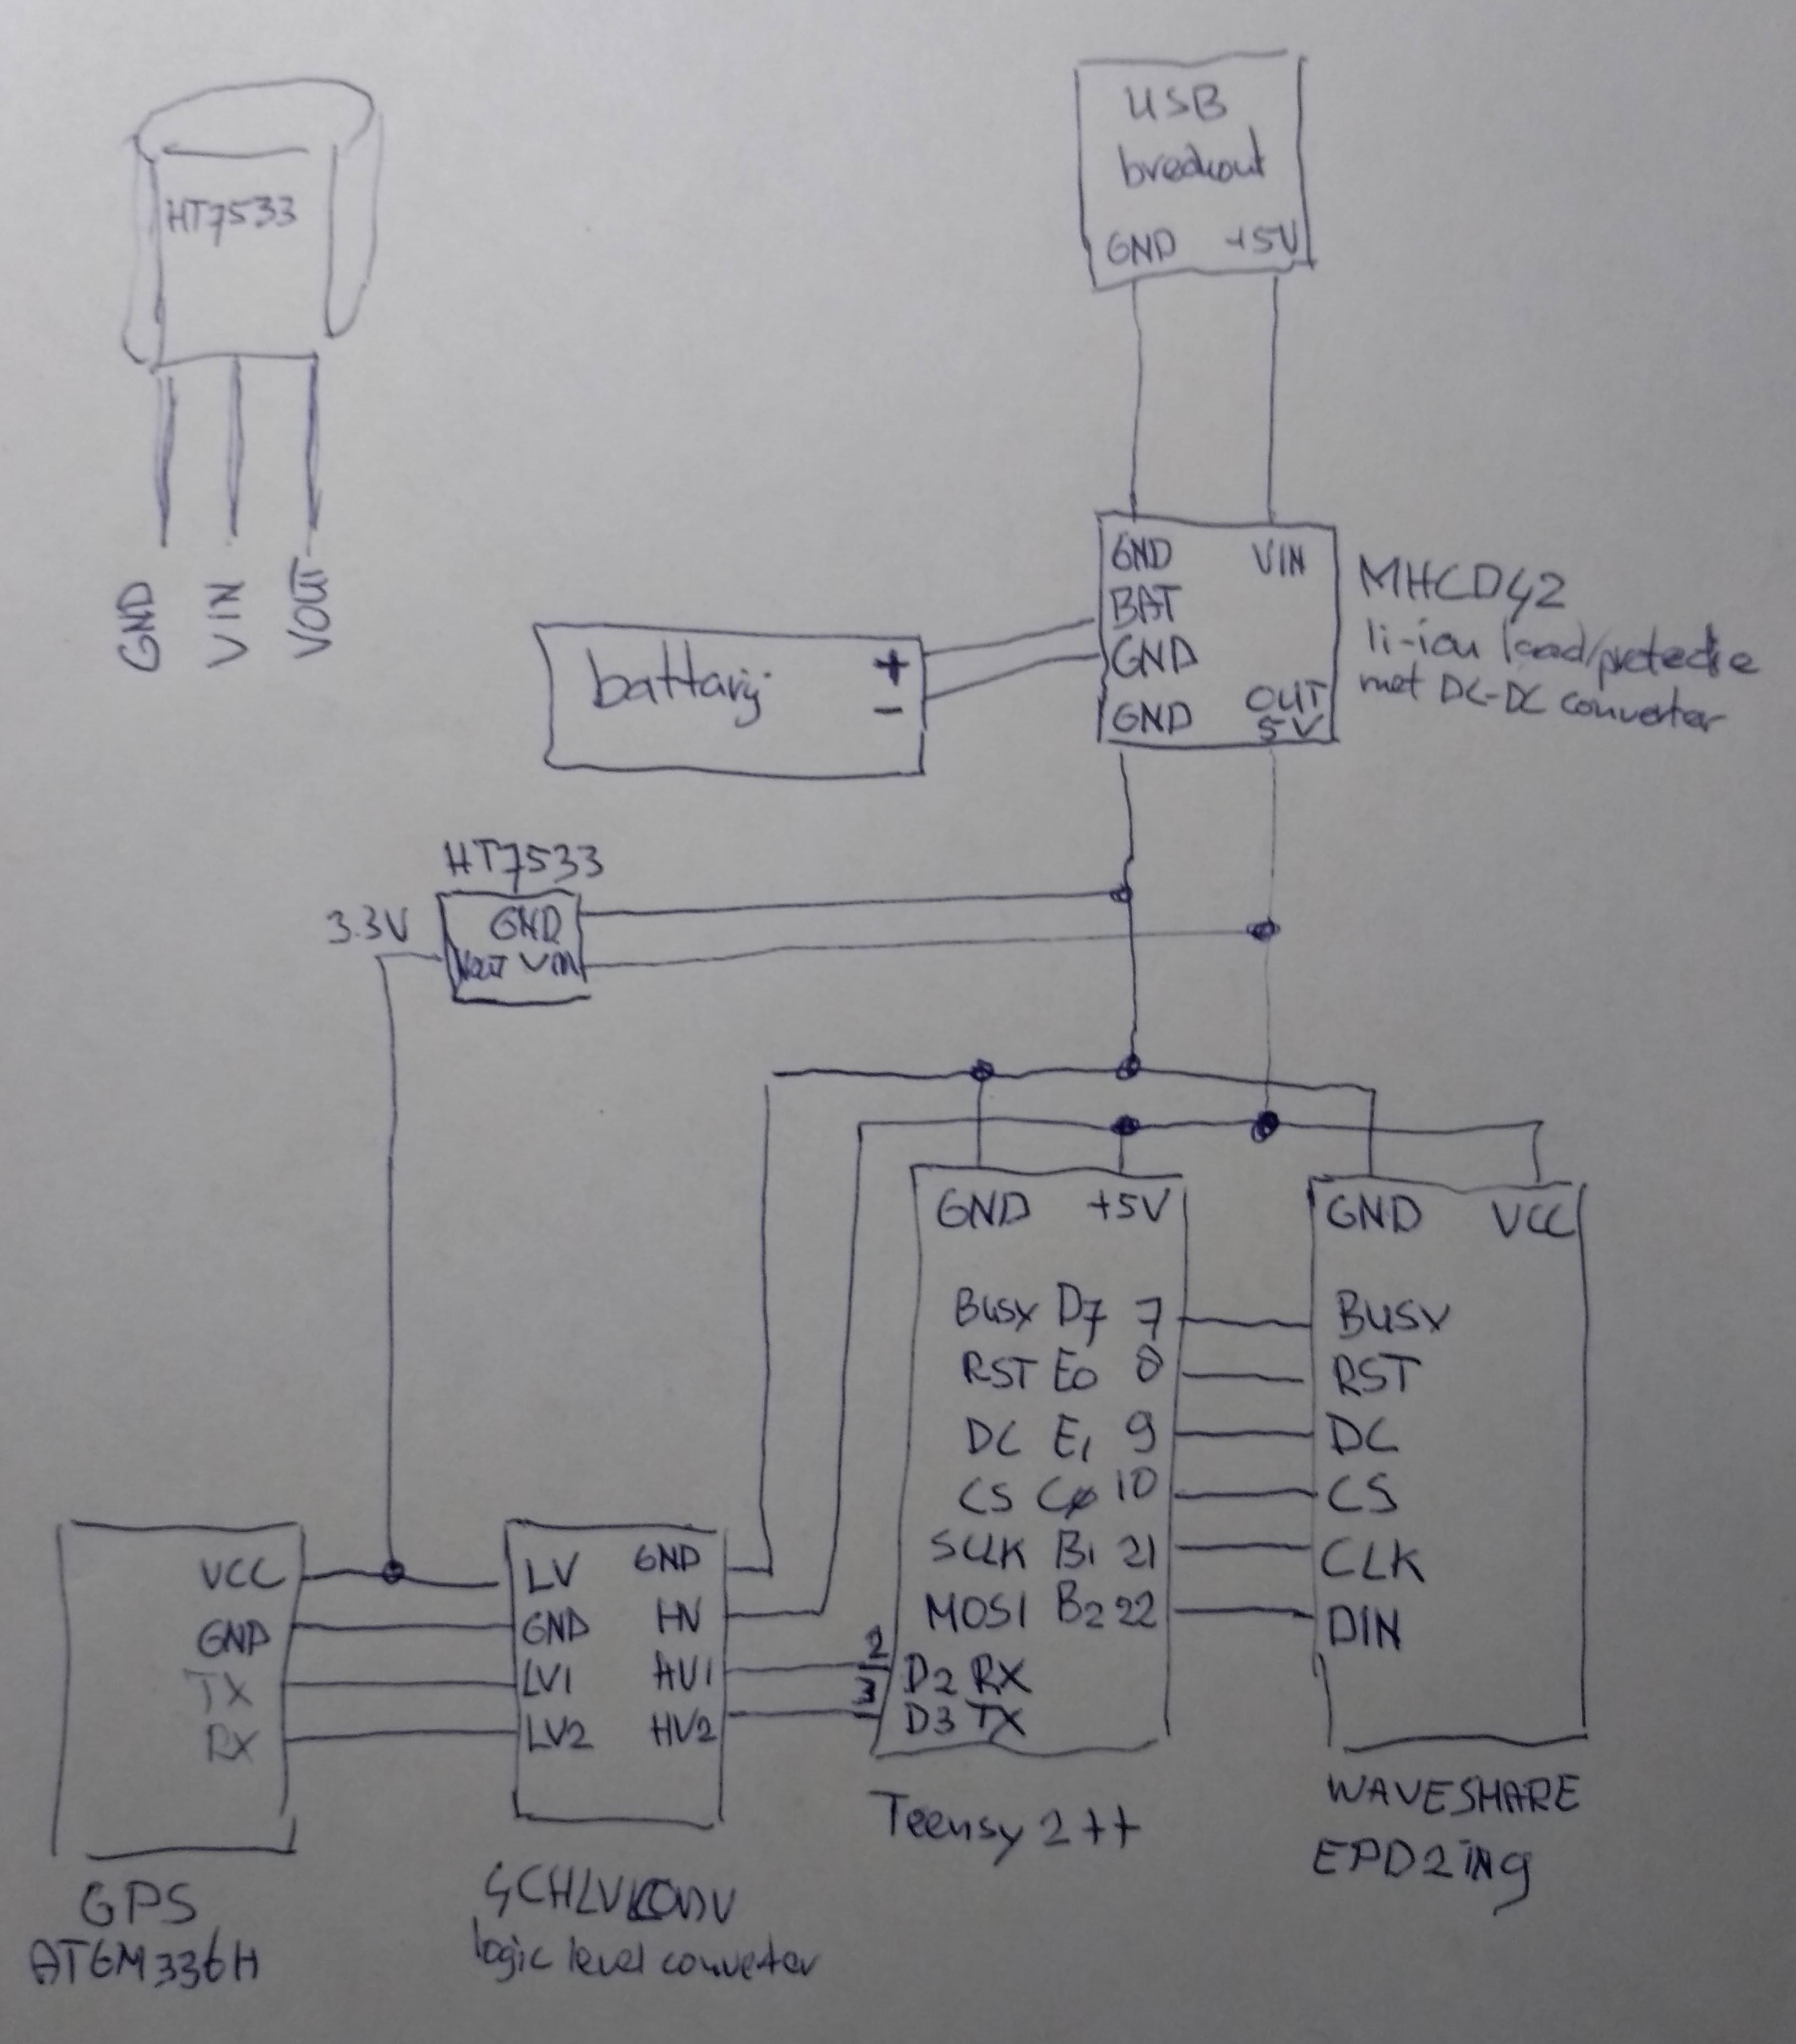 USB
breakout
GND +5V
HT7533
GND
VIN
VOUT
GND VIN
BAT
GND
GND OUT
5V
MHCD42
li-ion laad/protectie
met DC-DC converter
battary
+
-
HT7533
3.3V
GND
Vout Vin
GND +5V
BUSY D7 7
RST E0 8
DC E1 9
CS C0 10
SCLK B1 21
MOSI B2 22
2
D2 RX
3
D3 TX
Teensy 2++
GND VCC
BUSY
RST
DC
CS
CLK
DIN
WAVESHARE
EPD2in9
VCC
GND
TX
RX
GPS
ATGM336H
LV GND
GND HV
LV1 HV1
LV2 HV2
4CHLVLCONV
logic level converter